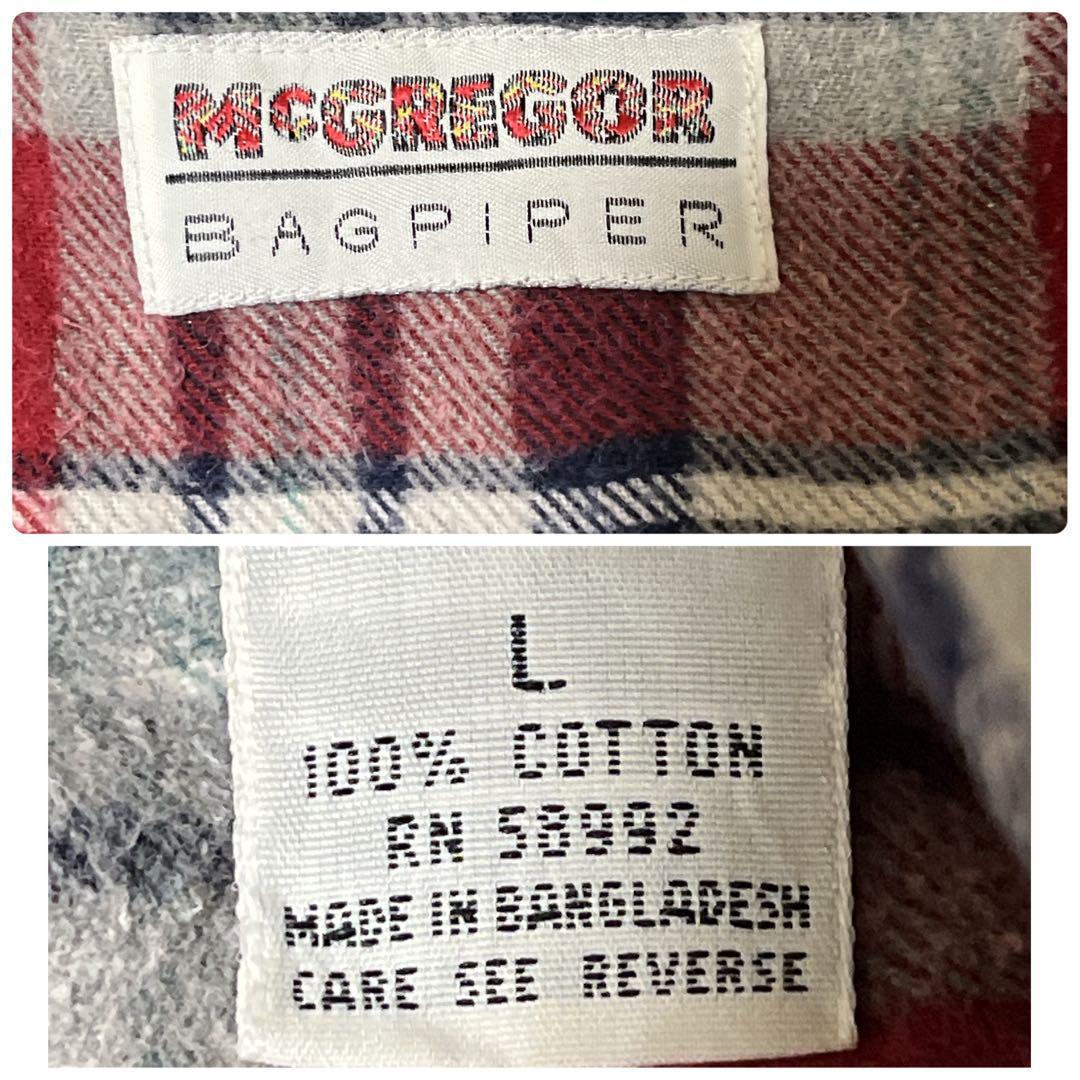 McGREGOR
BAGPIPER
L
100% COTTON
RN 58992
MADE IN BANGLADESH
CARE SEE REVERSE